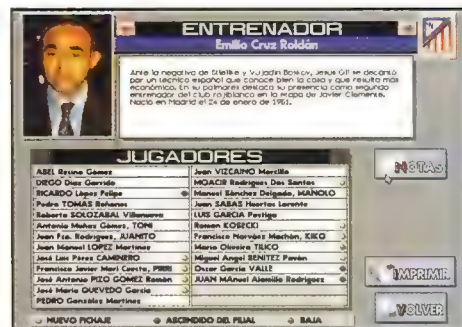 ENTRENADOR
Emilio Cruz Roldán
Ante la negativa de Stielike y Vujadin Boskov, Jesus Gil se decantó
por un técnico español que conoce bien la casa y que resulta más
económico. En su palmarés destaca su presencia como segundo
entrenador del club rojiblanco en la etapa de Javier Clemente.
Nació en Madrid el 24 de enero de 1961.
JUGADORES
ABEL Resino Gómez
DIEGO Díaz Garrido
RICARDO López Felipe
Pedro TOMAS Reñones
Roberto SOLOZABAL Villanueva
Antonio Muñoz Gómez, TONI
Juan Fco. Rodríguez, JUANITO
Juan Manuel LOPEZ Martínez
José Luis Pérez CAMINERO
Francisco Javier Mari Cuesta, PIRRI
José Antonio PIZO GOMEZ Román
José María QUEVEDO García
PEDRO González Martínez
Juan VIZCAINO Morcillo
MOACIR Rodrigues Dos Santos
Manuel Sánchez Delgado, MANOLO
Juan SABAS Huertas Lorente
LUIS GARCIA Postigo
Roman KOSECKI
Francisco Narváez Machón, KIKO
Mario Oliveira TILICO
Miguel Angel BENITEZ Pavón
Oscar García VALLE
JUAN MAnuel Alomillo Rodríguez
NUEVO FICHAJE
ASCENDIDO DEL FILIAL
BAJA
NOTAS
IMPRIMIR
VOLVER